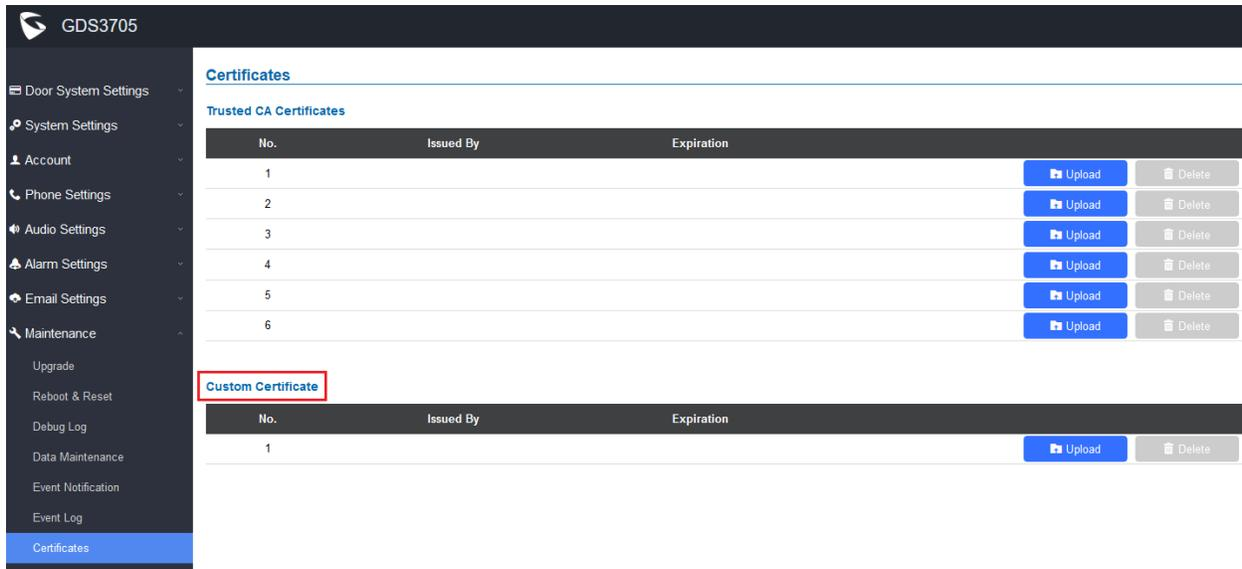 GDS3705
Door System Settings
System Settings
Account
Phone Settings
Audio Settings
Alarm Settings
Email Settings
Maintenance
Upgrade
Reboot & Reset
Debug Log
Data Maintenance
Event Notification
Event Log
Certificates
Certificates
Trusted CA Certificates
No. Issued By Expiration
1 Upload Delete
2 Upload Delete
3 Upload Delete
4 Upload Delete
5 Upload Delete
6 Upload Delete
Custom Certificate
No. Issued By Expiration
1 Upload Delete